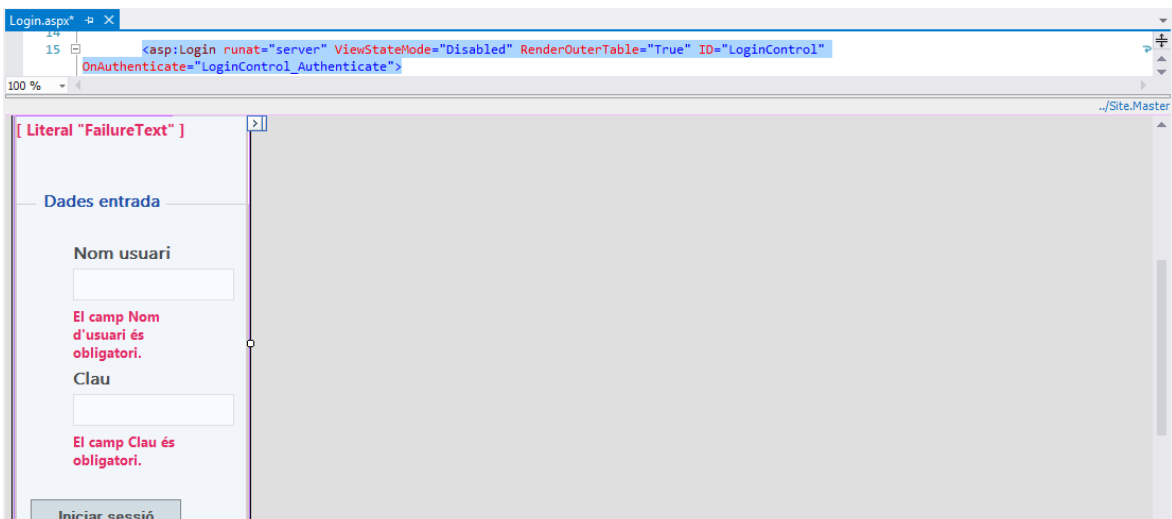 Login.aspx*
14
15 <asp:Login runat="server" ViewStateMode="Disabled" RenderOuterTable="True" ID="LoginControl"
OnAuthenticate="LoginControl_Authenticate">
100 %
../Site.Master
[ Literal "FailureText" ]
Dades entrada
Nom usuari
El camp Nom
d'usuari és
obligatori.
Clau
El camp Clau és
obligatori.
Iniciar sessió